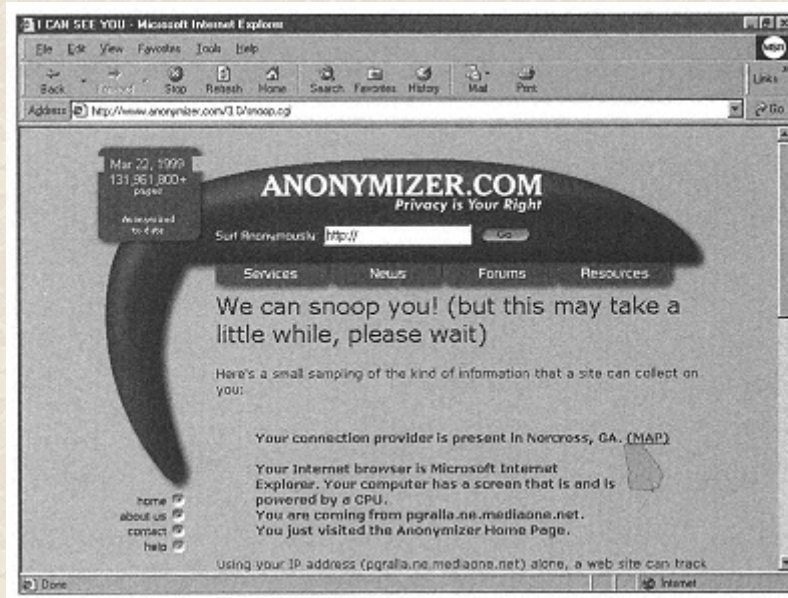 I CAN SEE YOU - Microsoft Internet Explorer
File Edit View Favorites Tools Help
msn
Back Forward Stop Refresh Home Search Favorites History Mail Print Links
Address http://www.anonymizer.com/3.0/snoop.cgi Go
Mar 22, 1999
131,961,800+
pages
Anonymized
to date
ANONYMIZER.COM
Privacy is Your Right
Surf Anonymously: http:// Go
Services News Forums Resources
We can snoop you! (but this may take a
little while, please wait)
Here's a small sampling of the kind of information that a site can collect on
you:
Your connection provider is present in Norcross, GA. (MAP)
Your Internet browser is Microsoft Internet
Explorer. Your computer has a screen that is and is
powered by a CPU.
You are coming from pgralla.ne.mediaone.net.
You just visited the Anonymizer Home Page.
home
about us
contact
help
Using your IP address (pgralla.ne.mediaone.net) alone, a web site can track
Done Internet